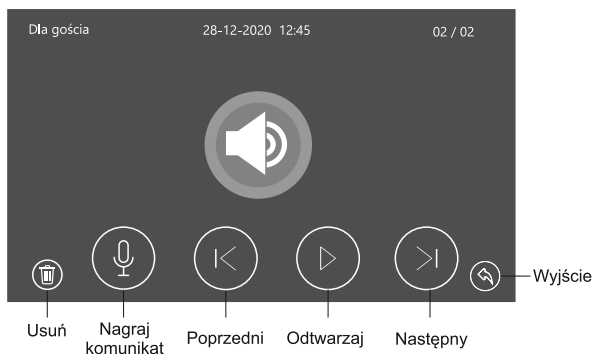 Dla gościa 28-12-2020 12:45 02 / 02
Wyjście
Usuń Nagraj komunikat Poprzedni Odtwarzaj Następny